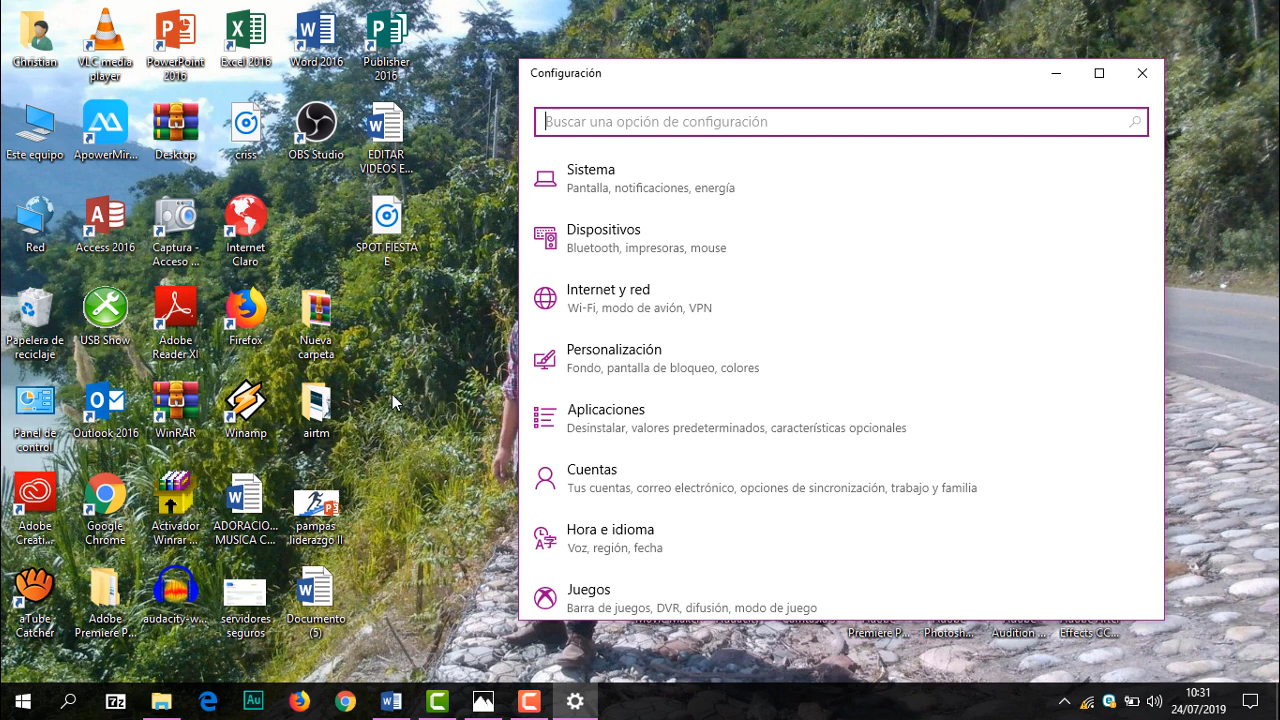 Christian
VLC media
player
PowerPoint
2016
Excel 2016
Word 2016
Publisher
2016
Este equipo
ApowerMir...
Desktop
criss
OBS Studio
EDITAR
VIDEOS E...
Red
Access 2016
Captura -
Acceso ...
Internet
Claro
SPOT FIESTA
E
Papelera de
reciclaje
USB Show
Adobe
Reader XI
Firefox
Nueva
carpeta
Panel de
control
Outlook 2016
WinRAR
Winamp
airtm
Adobe
Creati...
Google
Chrome
Activador
Winrar ...
ADORACIO...
MUSICA C...
pampas
liderazgo II
aTube
Catcher
Adobe
Premiere P...
audacity-w...
servidores
seguros
Documento
(5)
Configuración
Buscar una opción de configuración
Sistema
Pantalla, notificaciones, energía
Dispositivos
Bluetooth, impresoras, mouse
Internet y red
Wi-Fi, modo de avión, VPN
Personalización
Fondo, pantalla de bloqueo, colores
Aplicaciones
Desinstalar, valores predeterminados, características opcionales
Cuentas
Tus cuentas, correo electrónico, opciones de sincronización, trabajo y familia
Hora e idioma
Voz, región, fecha
Juegos
Barra de juegos, DVR, difusión, modo de juego
Premiere P...
Photosh...
Audition ...
Effects CC...
10:31
24/07/2019